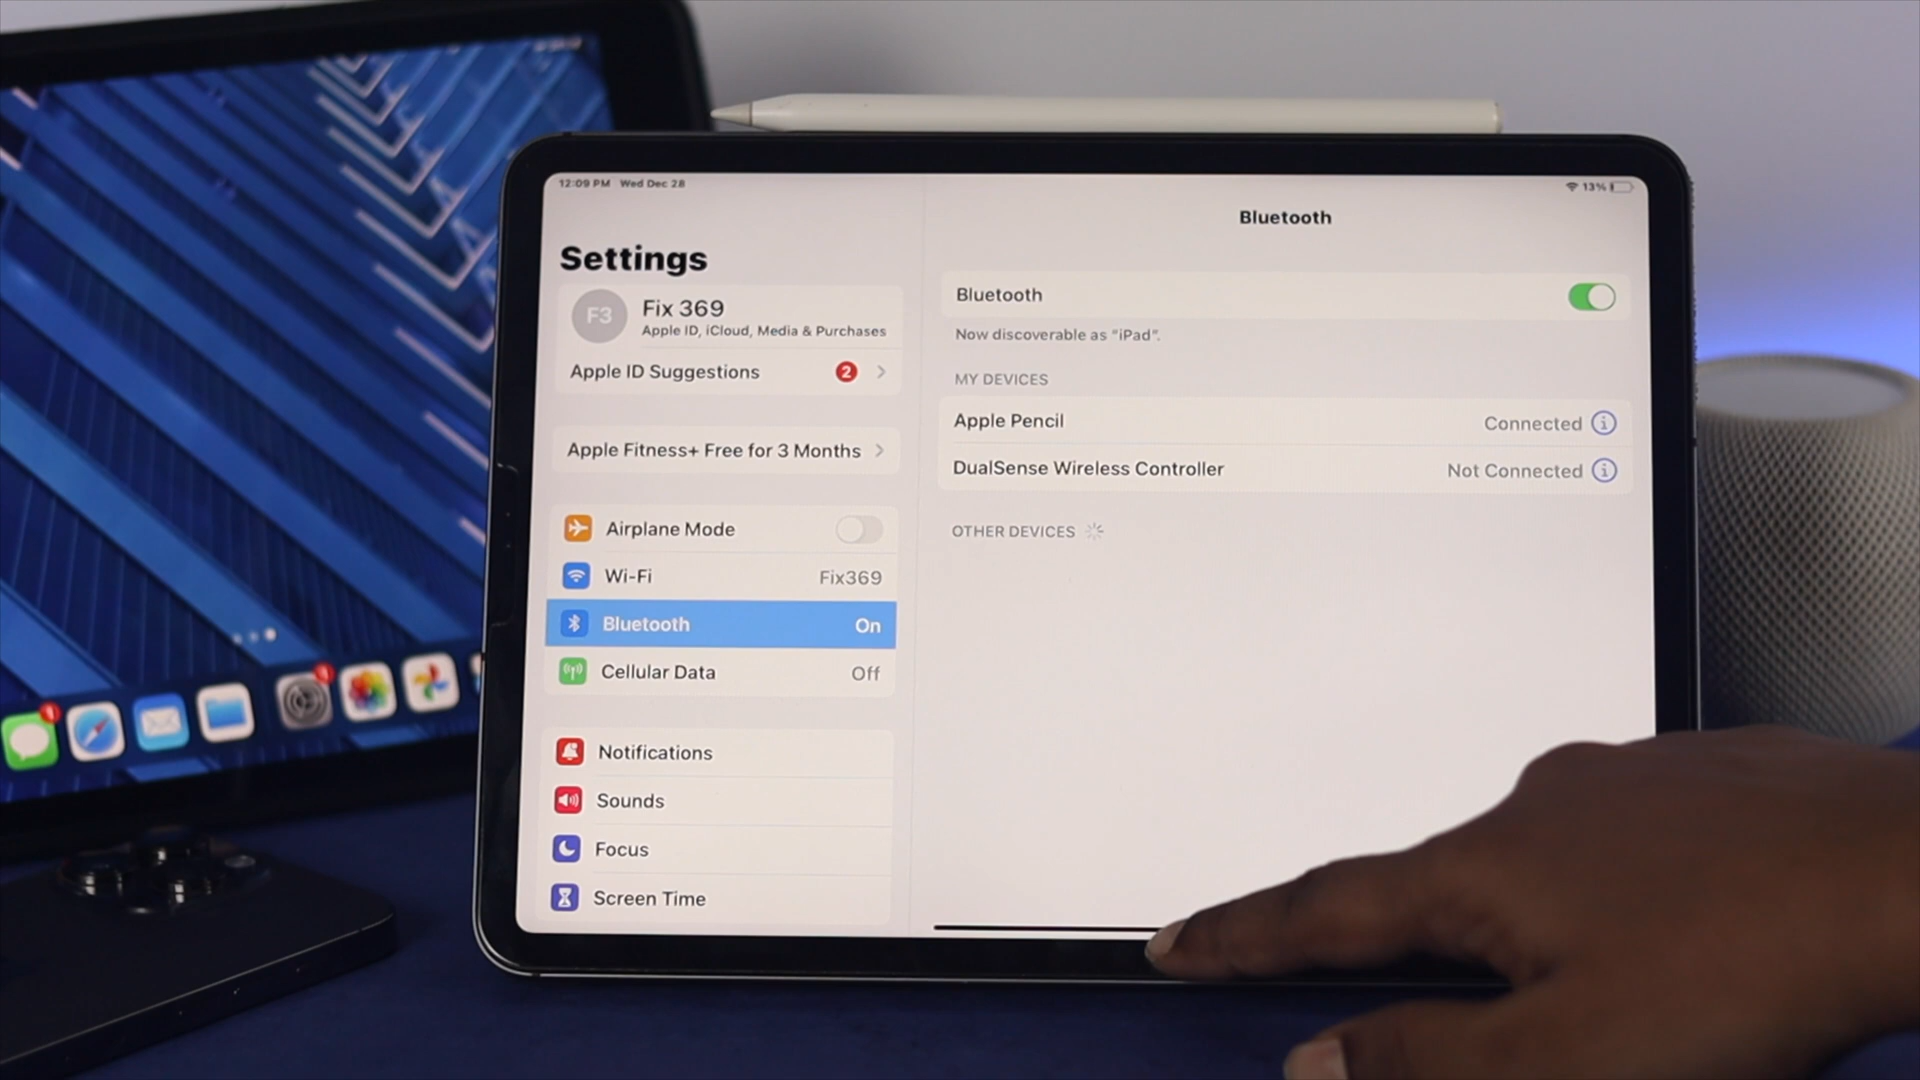 12:09 PM Wed Dec 28
13%
Settings
F3
Fix 369
Apple ID, iCloud, Media & Purchases
Apple ID Suggestions 2
Apple Fitness+ Free for 3 Months
Airplane Mode
Wi-Fi Fix369
Bluetooth On
Cellular Data Off
Notifications
Sounds
Focus
Screen Time
Bluetooth
Bluetooth
Now discoverable as "iPad".
MY DEVICES
Apple Pencil Connected
DualSense Wireless Controller Not Connected
OTHER DEVICES